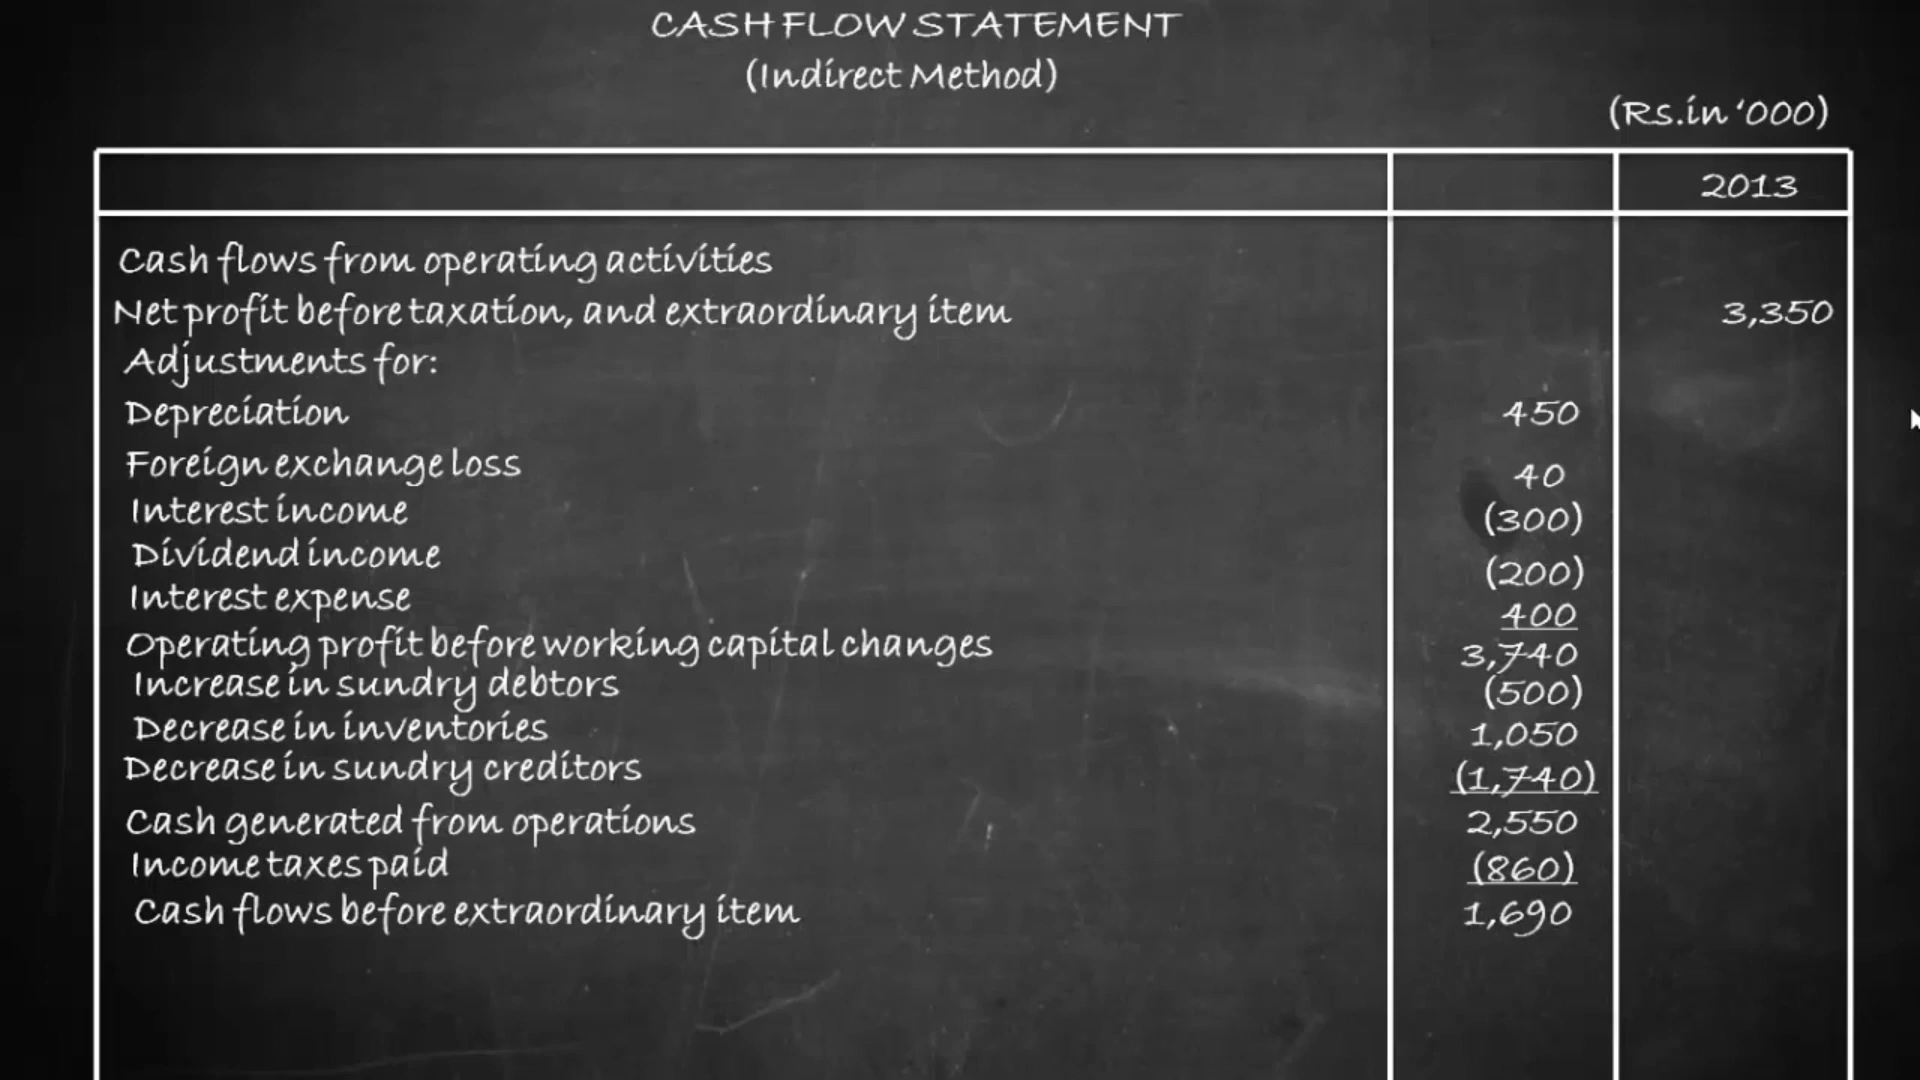 CASH FLOW STATEMENT
(Indirect Method)
(Rs.in ‘000)
2013
Cash flows from operating activities
Net profit before taxation, and extraordinary item 3,350
Adjustments for:
Depreciation 450
Foreign exchange loss 40
Interest income (300)
Dividend income (200)
Interest expense 400
Operating profit before working capital changes 3,740
Increase in sundry debtors (500)
Decrease in inventories 1,050
Decrease in sundry creditors (1,740)
Cash generated from operations 2,550
Income taxes paid (860)
Cash flows before extraordinary item 1,690